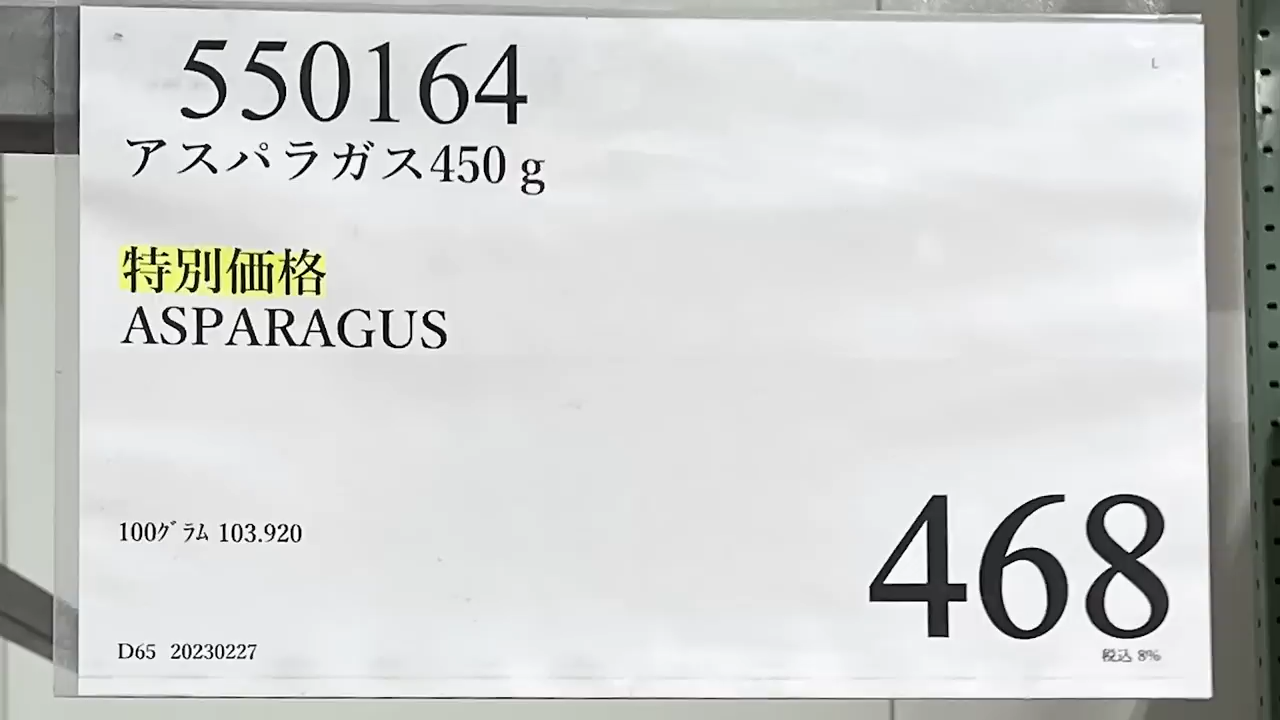 L
550164
アスパラガス450ｇ
特別価格
ASPARAGUS
100ｸﾞﾗﾑ 103.920
468
税込 8%
D65 20230227